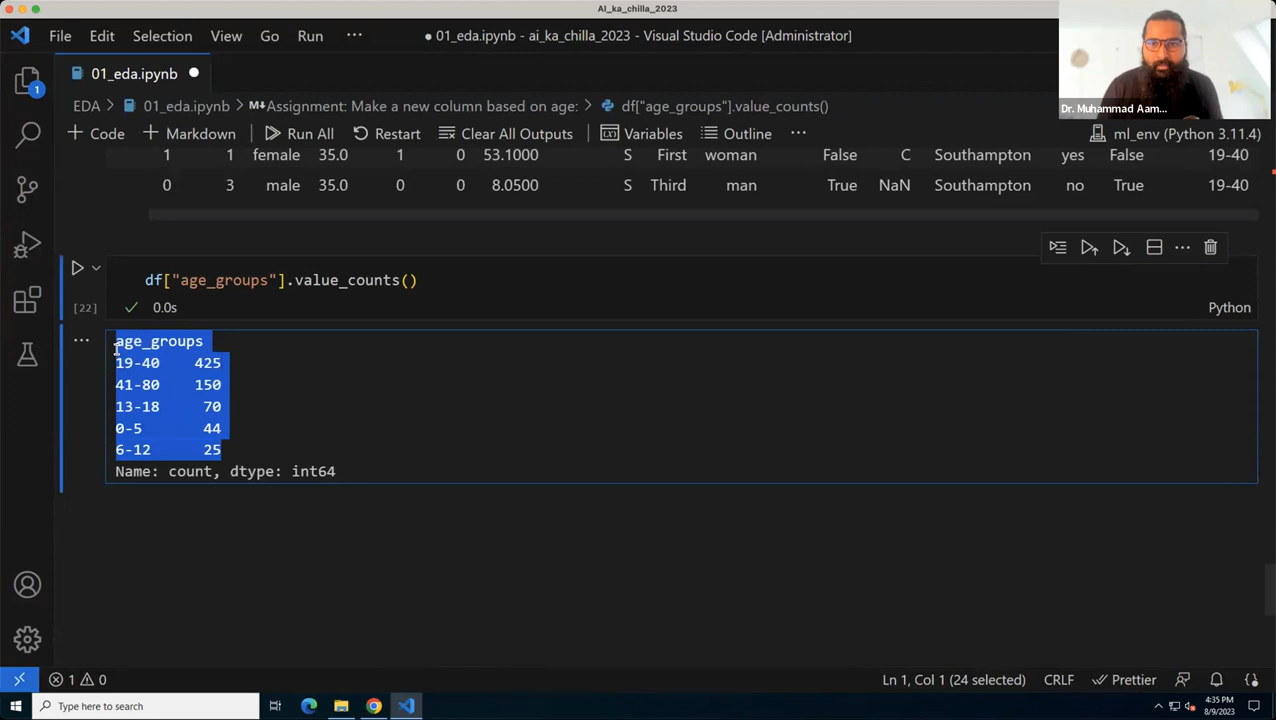 AI_ka_chilla_2023
File Edit Selection View Go Run ··· ● 01_eda.ipynb - ai_ka_chilla_2023 - Visual Studio Code [Administrator]
01_eda.ipynb ●
EDA > 01_eda.ipynb > M↓Assignment: Make a new column based on age: > df["age_groups"].value_counts()
+ Code + Markdown Run All Restart Clear All Outputs Variables Outline ··· ml_env (Python 3.11.4)
Dr. Muhammad Aam...
1
1 1 female 35.0 1 0 53.1000 S First woman False C Southampton yes False 19-40
0 3 male 35.0 0 0 8.0500 S Third man True NaN Southampton no True 19-40
df["age_groups"].value_counts()
[22] 0.0s Python
age_groups
19-40 425
41-80 150
13-18 70
0-5 44
6-12 25
Name: count, dtype: int64
1 0 Ln 1, Col 1 (24 selected) CRLF Prettier
Type here to search 4:35 PM
8/9/2023